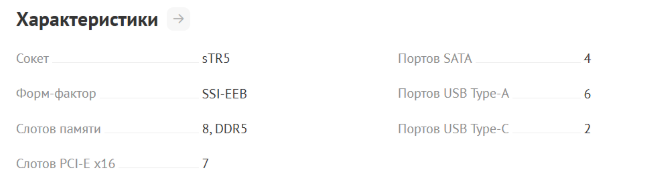 Характеристики
Сокет sTR5
Форм-фактор SSI-EEB
Слотов памяти 8, DDR5
Слотов PCI-E x16 7
Портов SATA 4
Портов USB Type-A 6
Портов USB Type-C 2